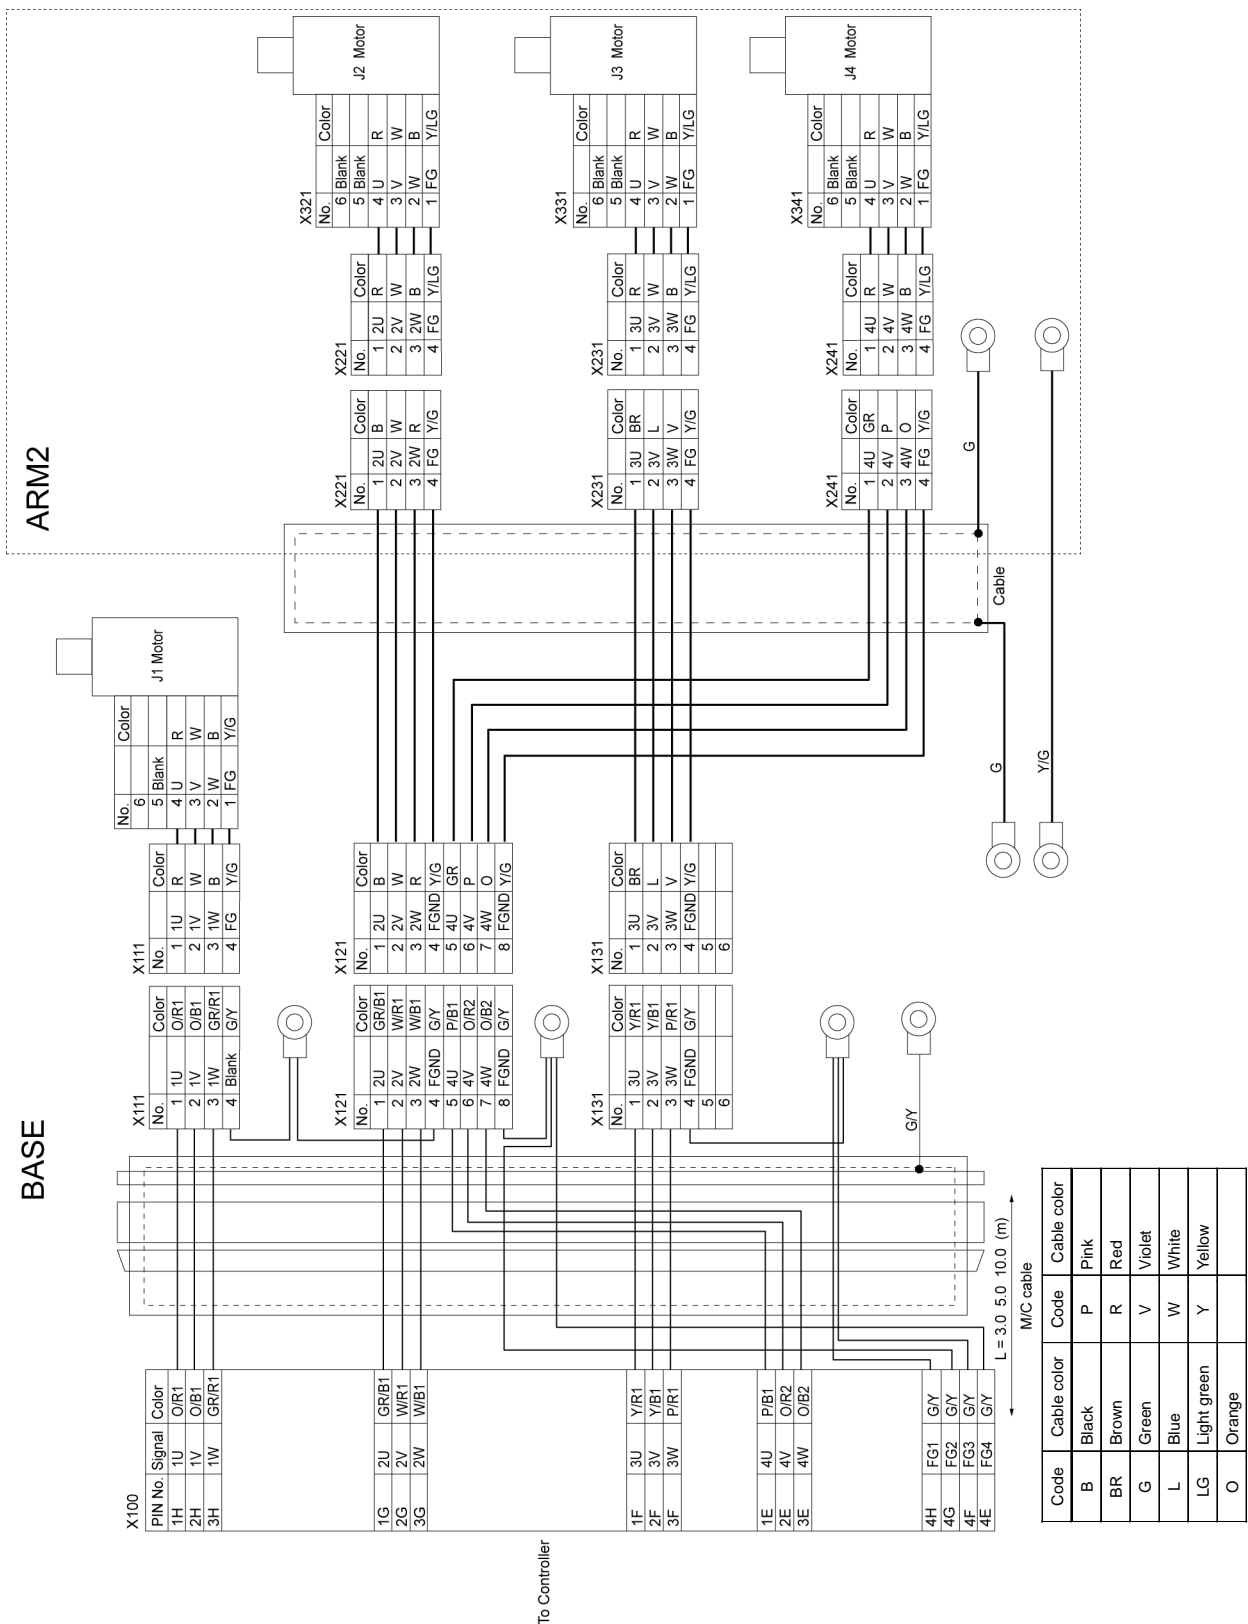 BASE
ARM2
To Controller
X100
PIN No. Signal Color
1H 1U O/R1
2H 1V O/B1
3H 1W GR/R1
1G 2U GR/B1
2G 2V W/R1
3G 2W W/B1
1F 3U Y/R1
2F 3V Y/B1
3F 3W P/R1
1E 4U P/B1
2E 4V O/R2
3E 4W O/B2
4H FG1 G/Y
4G FG2 G/Y
4F FG3 G/Y
4E FG4 G/Y
L = 3.0 5.0 10.0 (m)
M/C cable
G/Y
X111
No. Color
1 1U O/R1
2 1V O/B1
3 1W GR/R1
4 Blank G/Y
X121
No. Color
1 2U GR/B1
2 2V W/R1
3 2W W/B1
4 FGND G/Y
5 4U P/B1
6 4V O/R2
7 4W O/B2
8 FGND G/Y
X131
No. Color
1 3U Y/R1
2 3V Y/B1
3 3W P/R1
4 FGND G/Y
5
6
X111
No. Color
1 1U R
2 1V W
3 1W B
4 FG Y/G
X121
No. Color
1 2U B
2 2V W
3 2W R
4 FGND Y/G
5 4U GR
6 4V P
7 4W O
8 FGND Y/G
X131
No. Color
1 3U BR
2 3V L
3 3W V
4 FGND Y/G
5
6
No. Color
6
5 Blank
4 U R
3 V W
2 W B
1 FG Y/G
J1 Motor
Cable
G
Y/G
G
X221
No. Color
1 2U B
2 2V W
3 2W R
4 FG Y/G
X231
No. Color
1 3U BR
2 3V L
3 3W V
4 FG Y/G
X241
No. Color
1 4U GR
2 4V P
3 4W O
4 FG Y/G
X221
No. Color
1 2U R
2 2V W
3 2W B
4 FG Y/LG
X231
No. Color
1 3U R
2 3V W
3 3W B
4 FG Y/LG
X241
No. Color
1 4U R
2 4V W
3 4W B
4 FG Y/LG
X321
No. Color
6 Blank
5 Blank
4 U R
3 V W
2 W B
1 FG Y/LG
J2 Motor
X331
No. Color
6 Blank
5 Blank
4 U R
3 V W
2 W B
1 FG Y/LG
J3 Motor
X341
No. Color
6 Blank
5 Blank
4 U R
3 V W
2 W B
1 FG Y/LG
J4 Motor
Code Cable color Code Cable color
B Black P Pink
BR Brown R Red
G Green V Violet
L Blue W White
LG Light green Y Yellow
O Orange